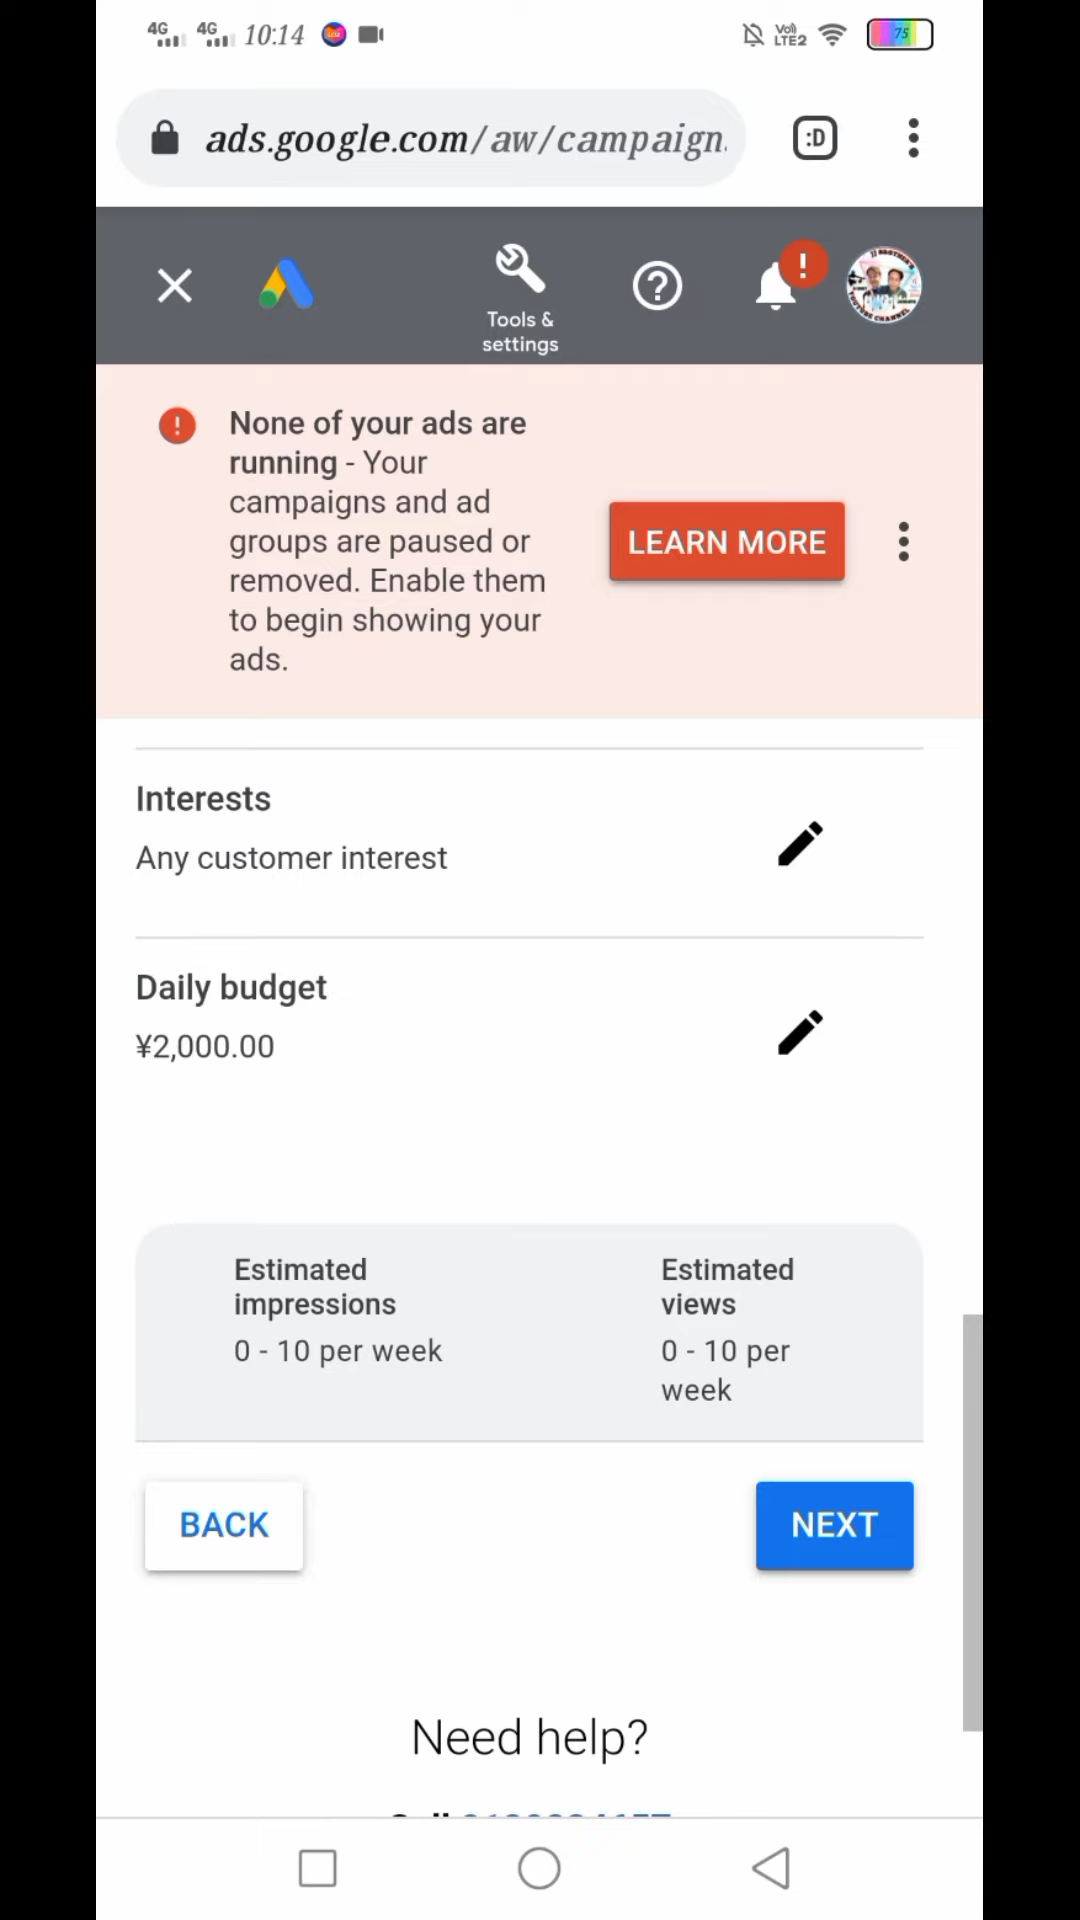 4G 4G 10:14 Vo) LTE2 75
ads.google.com/aw/campaign.
:D
Tools &
settings
!
None of your ads are
running - Your
campaigns and ad
groups are paused or
removed. Enable them
to begin showing your
ads.
LEARN MORE
Interests
Any customer interest
Daily budget
¥2,000.00
Estimated
impressions
0 - 10 per week
Estimated
views
0 - 10 per
week
BACK
NEXT
Need help?